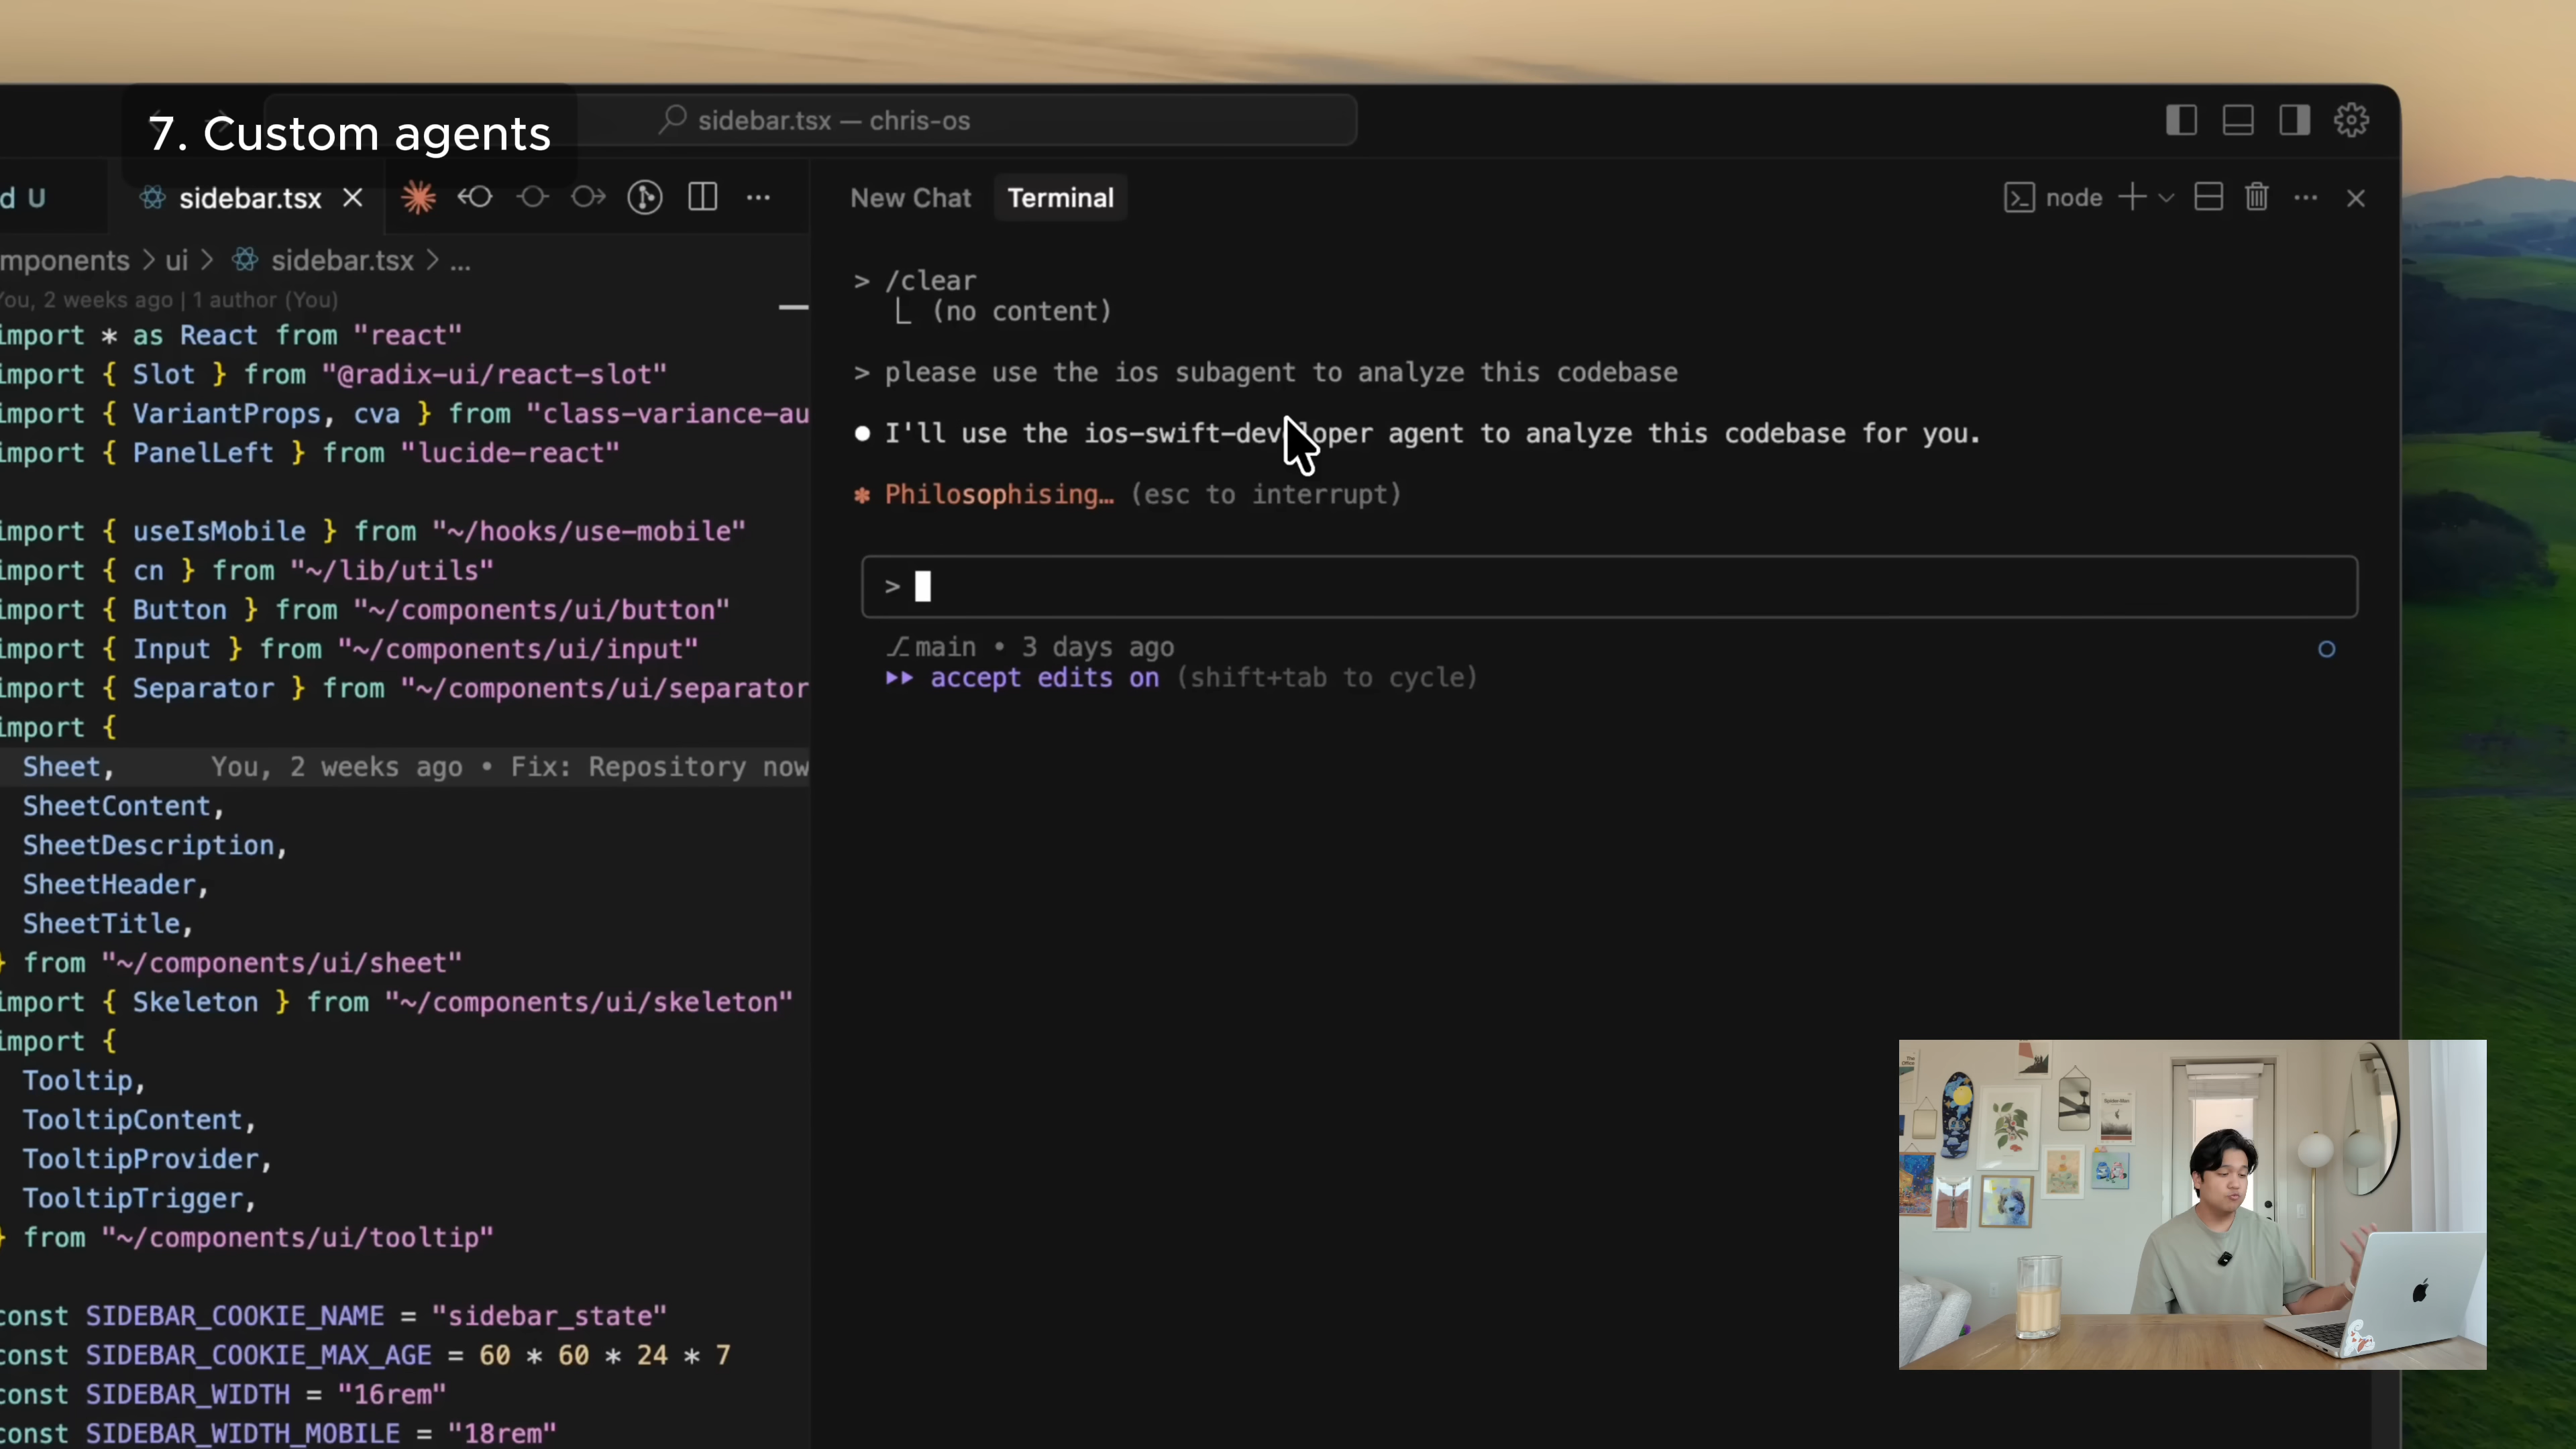 7. Custom agents
sidebar.tsx — chris-os
d U
sidebar.tsx
mponents > ui > sidebar.tsx > ...
You, 2 weeks ago | 1 author (You)
import * as React from "react"
import { Slot } from "@radix-ui/react-slot"
import { VariantProps, cva } from "class-variance-au
import { PanelLeft } from "lucide-react"
import { useIsMobile } from "~/hooks/use-mobile"
import { cn } from "~/lib/utils"
import { Button } from "~/components/ui/button"
import { Input } from "~/components/ui/input"
import { Separator } from "~/components/ui/separator
import {
Sheet, You, 2 weeks ago • Fix: Repository now
SheetContent,
SheetDescription,
SheetHeader,
SheetTitle,
} from "~/components/ui/sheet"
import { Skeleton } from "~/components/ui/skeleton"
import {
Tooltip,
TooltipContent,
TooltipProvider,
TooltipTrigger,
} from "~/components/ui/tooltip"
const SIDEBAR_COOKIE_NAME = "sidebar_state"
const SIDEBAR_COOKIE_MAX_AGE = 60 * 60 * 24 * 7
const SIDEBAR_WIDTH = "16rem"
const SIDEBAR_WIDTH_MOBILE = "18rem"
New Chat Terminal
node
> /clear
⎿ (no content)
> please use the ios subagent to analyze this codebase
● I'll use the ios-swift-developer agent to analyze this codebase for you.
✽ Philosophising… (esc to interrupt)
>
⎇ main • 3 days ago
⏵⏵ accept edits on (shift+tab to cycle)